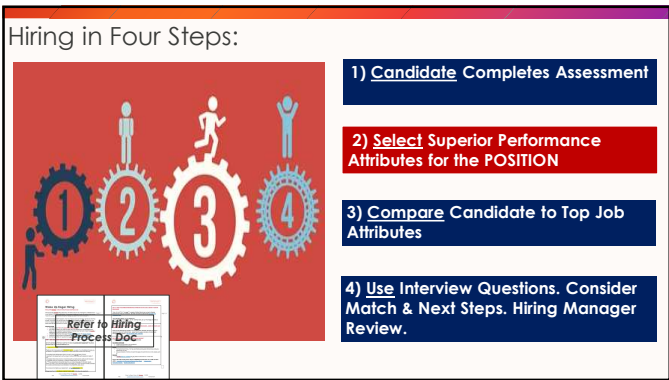 Hiring in Four Steps:
1
2
3
4
Refer to Hiring
Process Doc
1) Candidate Completes Assessment
2) Select Superior Performance
Attributes for the POSITION
3) Compare Candidate to Top Job
Attributes
4) Use Interview Questions. Consider
Match & Next Steps. Hiring Manager
Review.